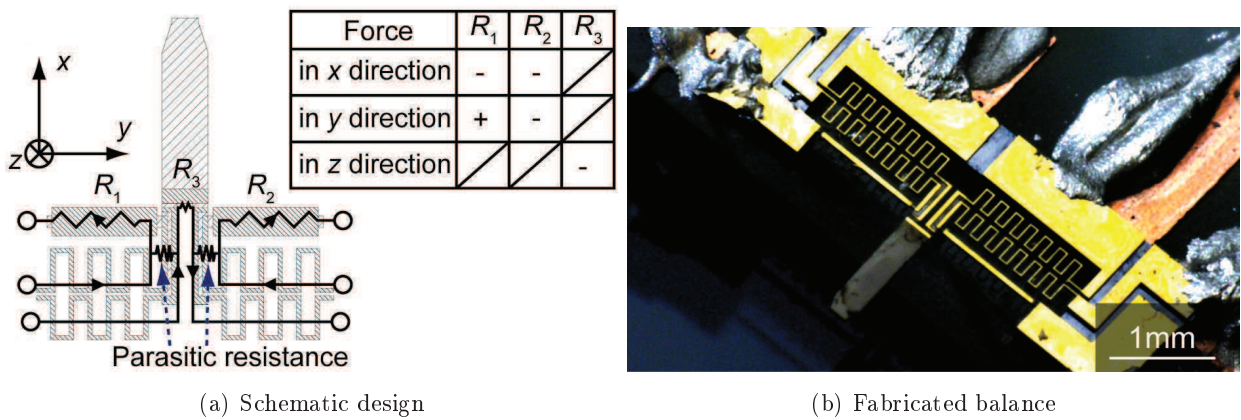 x
y
z
R1
R3
R2
Parasitic resistance
Force R1 R2 R3
in x direction - -
in y direction + -
in z direction -
1mm
(a) Schematic design
(b) Fabricated balance